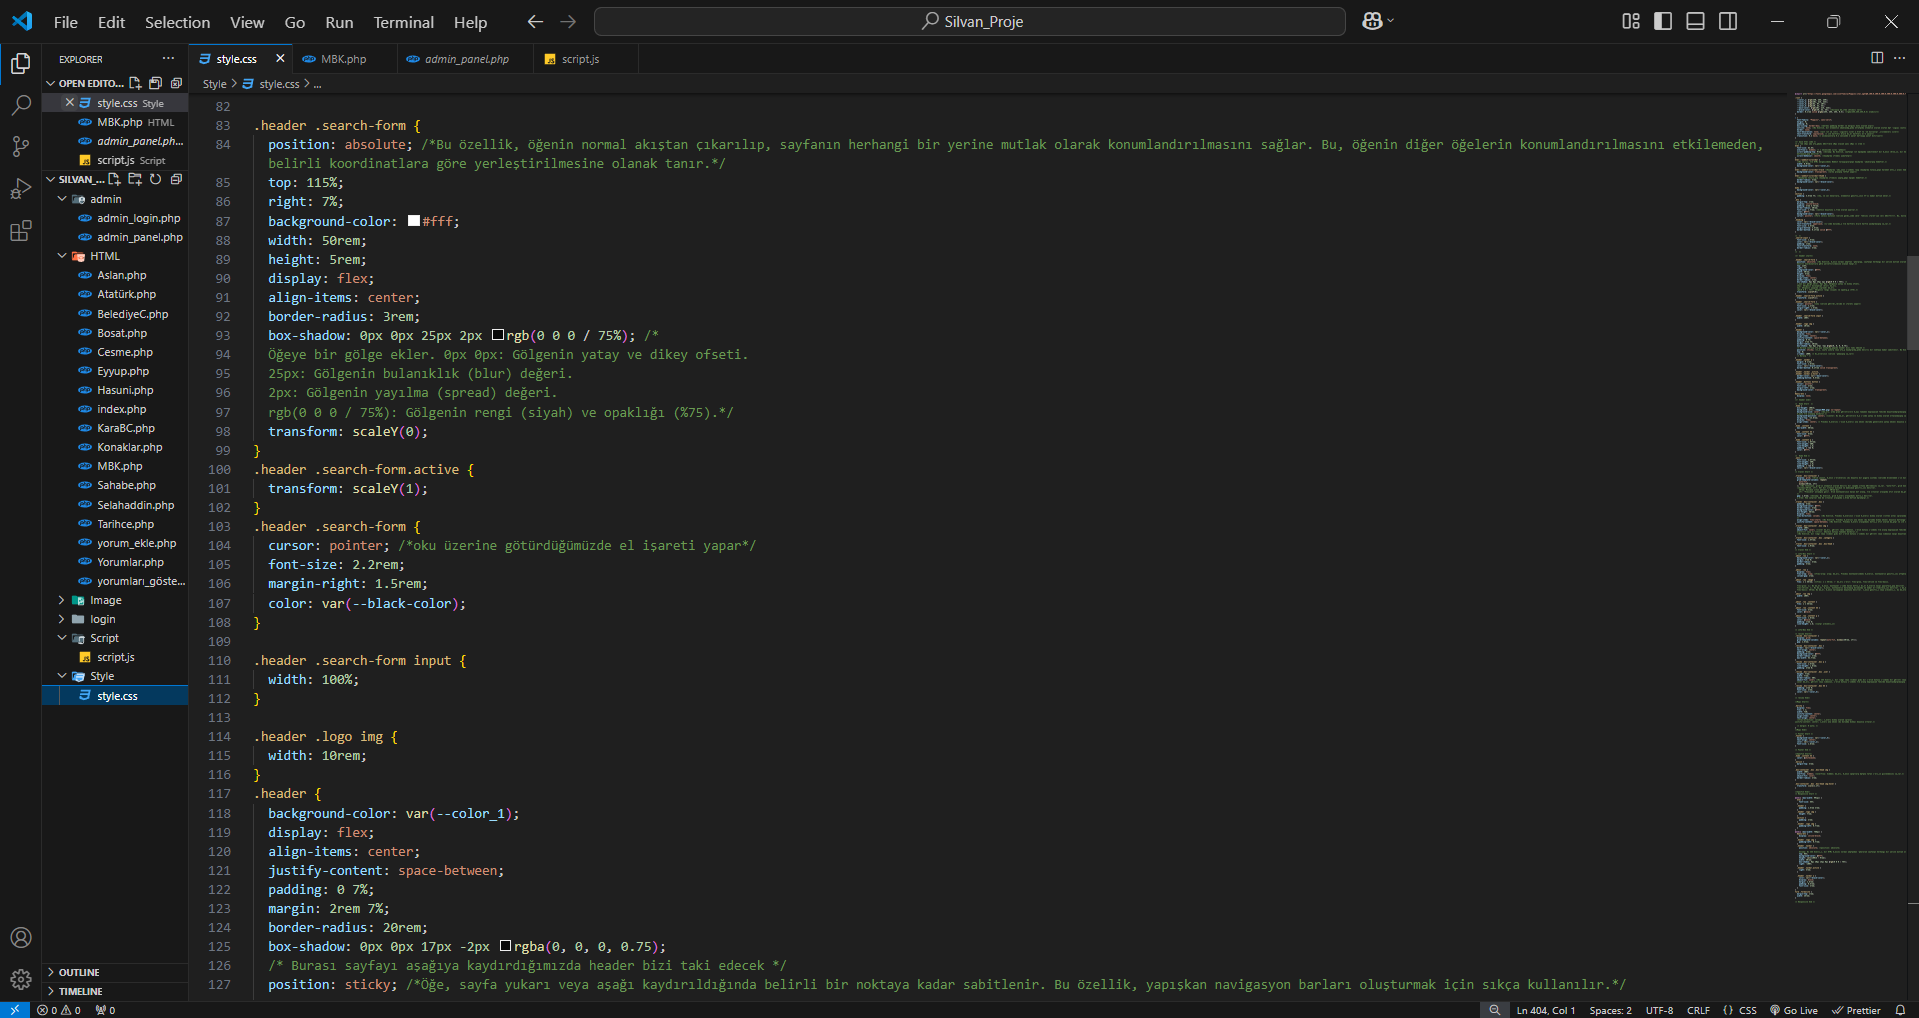 File Edit Selection View Go Run Terminal Help
Silvan_Proje
EXPLORER
OPEN EDITO...
style.css Style
MBK.php HTML
admin_panel.ph...
script.js Script
SILVAN_...
admin
admin_login.php
admin_panel.php
HTML
Aslan.php
Atatürk.php
BelediyeC.php
Bosat.php
Cesme.php
Eyyup.php
Hasuni.php
index.php
KaraBC.php
Konaklar.php
MBK.php
Sahabe.php
Selahaddin.php
Tarihce.php
yorum_ekle.php
Yorumlar.php
yorumları_göste...
Image
login
Script
script.js
Style
style.css
OUTLINE
TIMELINE
style.css MBK.php admin_panel.php script.js
Style > style.css > ...
82
83 .header .search-form {
84 position: absolute; /*Bu özellik, öğenin normal akıştan çıkarılıp, sayfanın herhangi bir yerine mutlak olarak konumlandırılmasını sağlar. Bu, öğenin diğer öğelerin konumlandırılmasını etkilemeden,
belirli koordinatlara göre yerleştirilmesine olanak tanır.*/
85 top: 115%;
86 right: 7%;
87 background-color: #fff;
88 width: 50rem;
89 height: 5rem;
90 display: flex;
91 align-items: center;
92 border-radius: 3rem;
93 box-shadow: 0px 0px 25px 2px rgb(0 0 0 / 75%); /*
94 Öğeye bir gölge ekler. 0px 0px: Gölgenin yatay ve dikey ofseti.
95 25px: Gölgenin bulanıklık (blur) değeri.
96 2px: Gölgenin yayılma (spread) değeri.
97 rgb(0 0 0 / 75%): Gölgenin rengi (siyah) ve opaklığı (%75).*/
98 transform: scaleY(0);
99 }
100 .header .search-form.active {
101 transform: scaleY(1);
102 }
103 .header .search-form {
104 cursor: pointer; /*oku üzerine götürdüğümüzde el işareti yapar*/
105 font-size: 2.2rem;
106 margin-right: 1.5rem;
107 color: var(--black-color);
108 }
109
110 .header .search-form input {
111 width: 100%;
112 }
113
114 .header .logo img {
115 width: 10rem;
116 }
117 .header {
118 background-color: var(--color_1);
119 display: flex;
120 align-items: center;
121 justify-content: space-between;
122 padding: 0 7%;
123 margin: 2rem 7%;
124 border-radius: 20rem;
125 box-shadow: 0px 0px 17px -2px rgba(0, 0, 0, 0.75);
126 /* Burası sayfayı aşağıya kaydırdığımızda header bizi taki edecek */
127 position: sticky; /*Öğe, sayfa yukarı veya aşağı kaydırıldığında belirli bir noktaya kadar sabitlenir. Bu özellik, yapışkan navigasyon barları oluşturmak için sıkça kullanılır.*/
0 0 0 Ln 404, Col 1 Spaces: 2 UTF-8 CRLF {} CSS Go Live Prettier